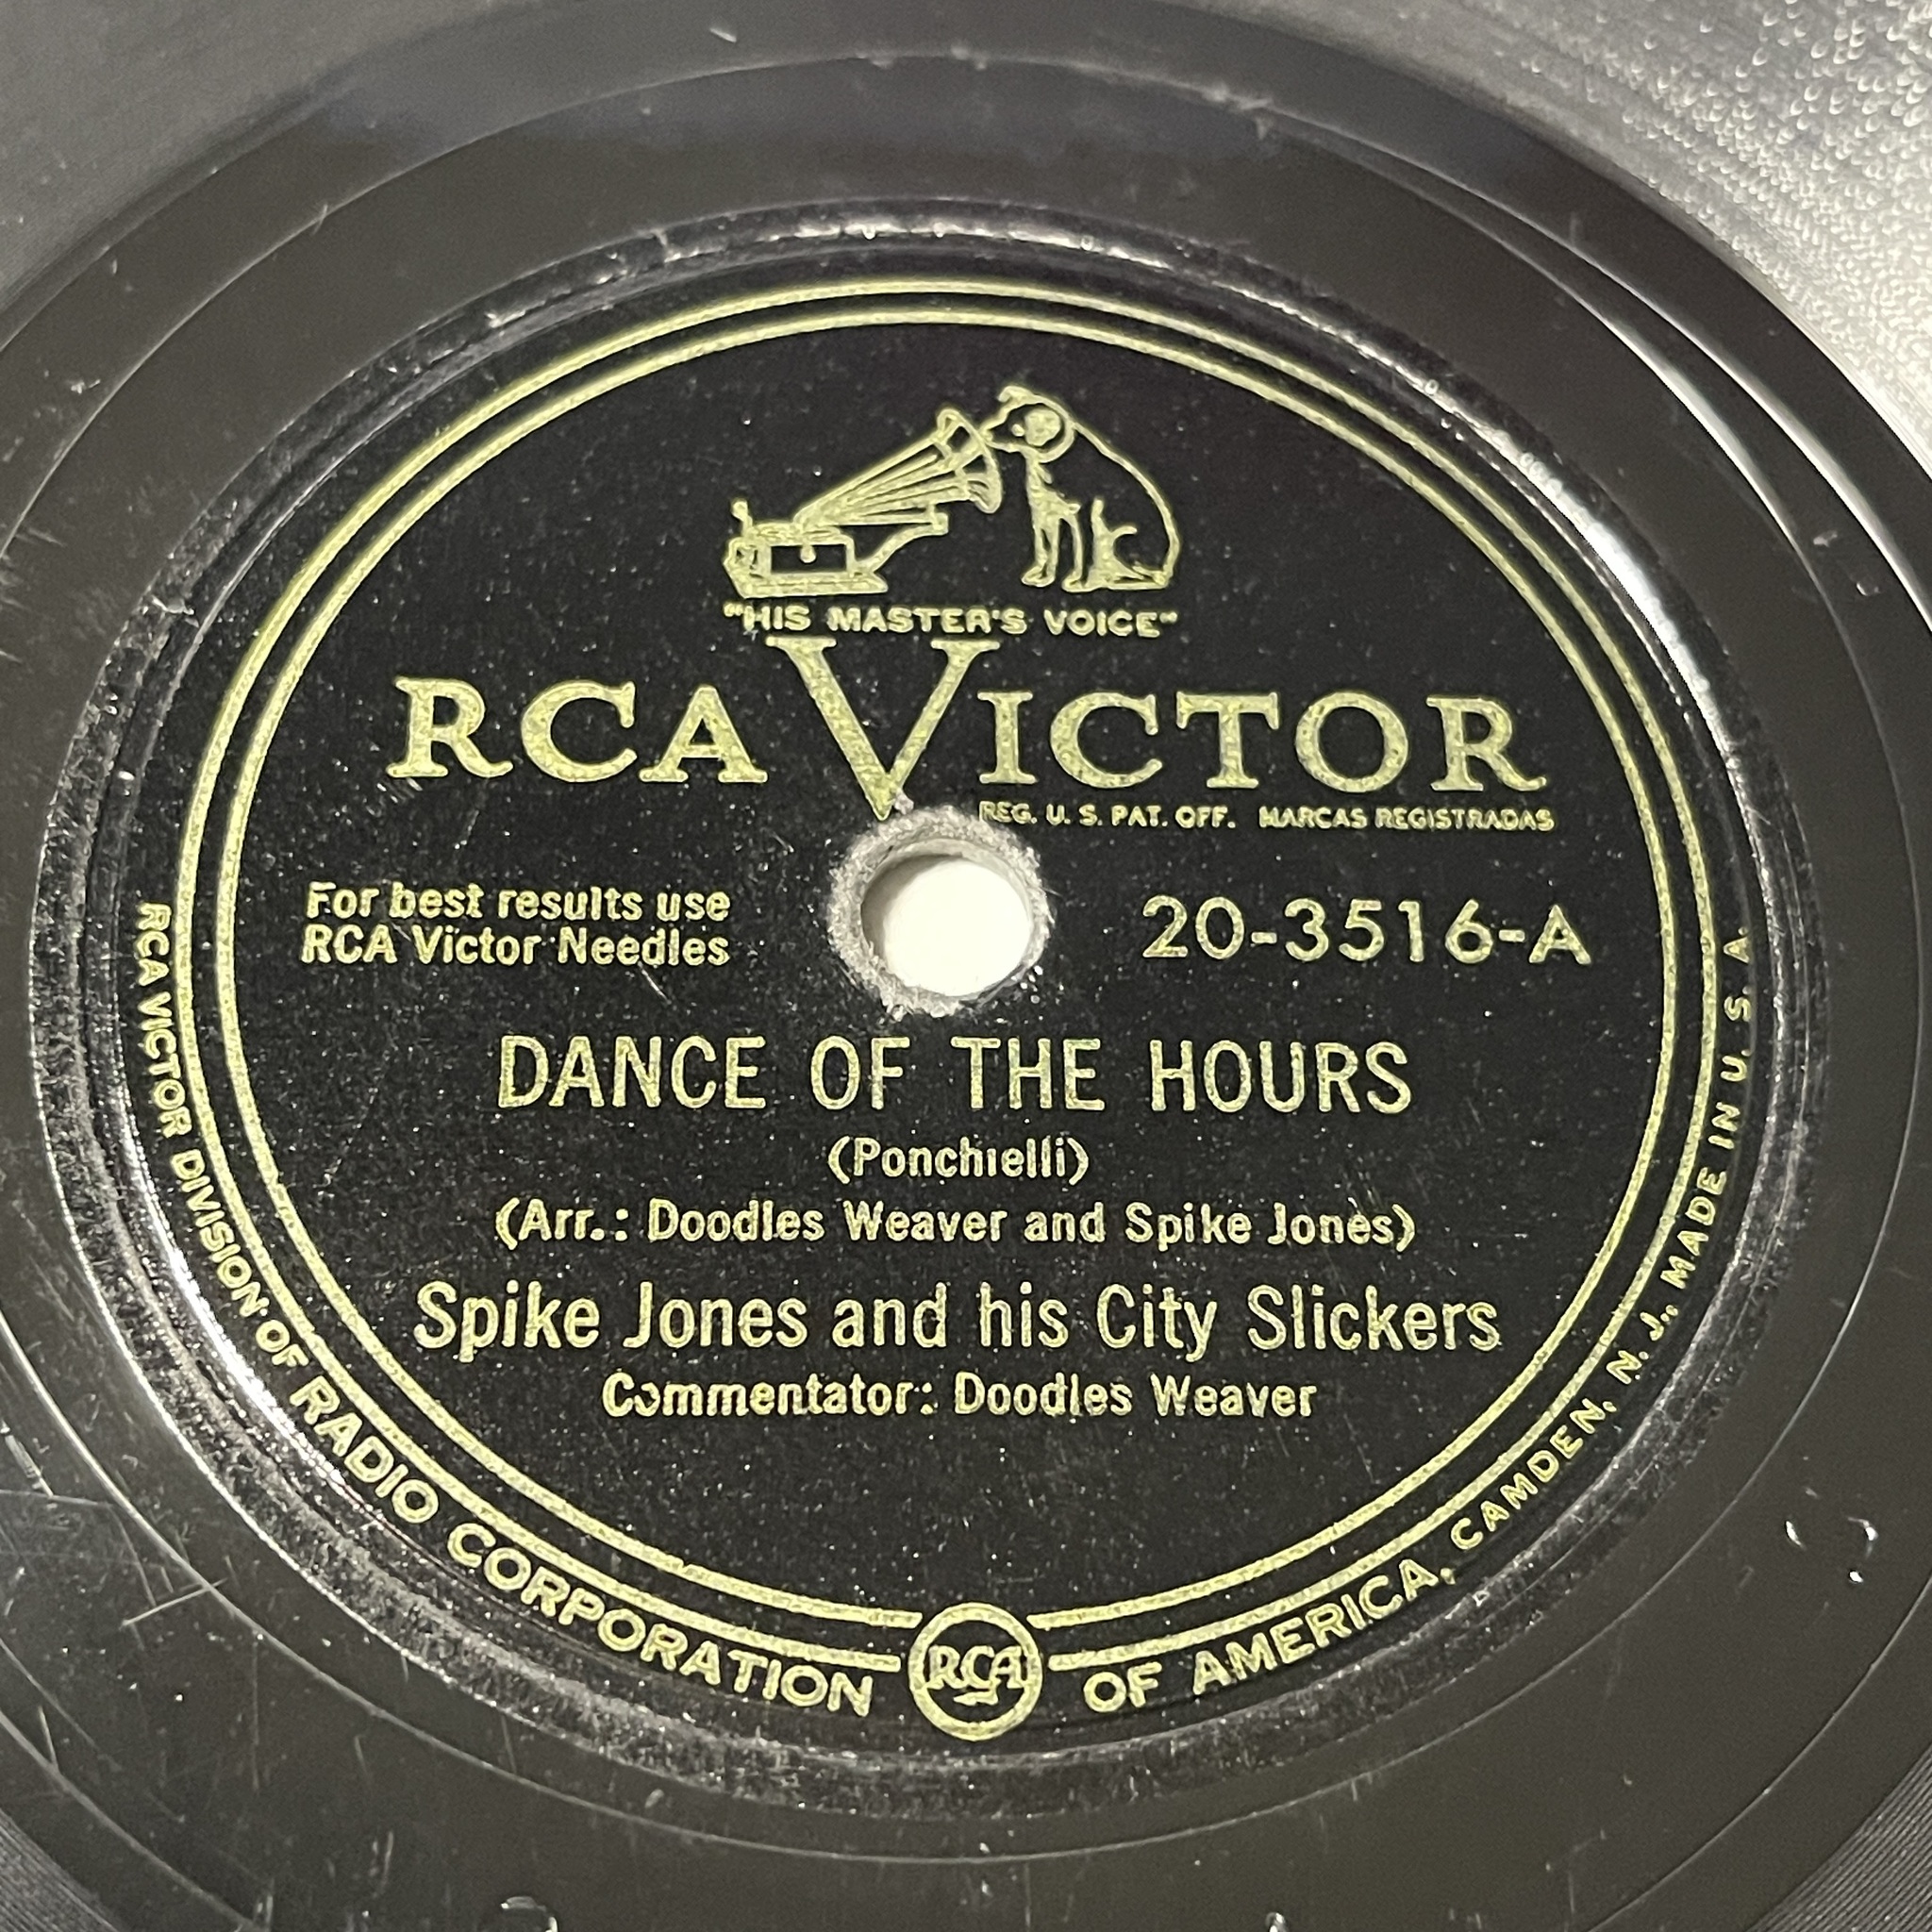 "HIS MASTER'S VOICE"
RCA VICTOR
REG. U. S. PAT. OFF. MARCAS REGISTRADAS
For best results use
RCA Victor Needles
20-3516-A
DANCE OF THE HOURS
(Ponchielli)
(Arr.: Doodles Weaver and Spike Jones)
Spike Jones and his City Slickers
Commentator: Doodles Weaver
RCA VICTOR DIVISION OF RADIO CORPORATION OF AMERICA, CAMDEN, N. J., MADE IN U. S. A.
RCA